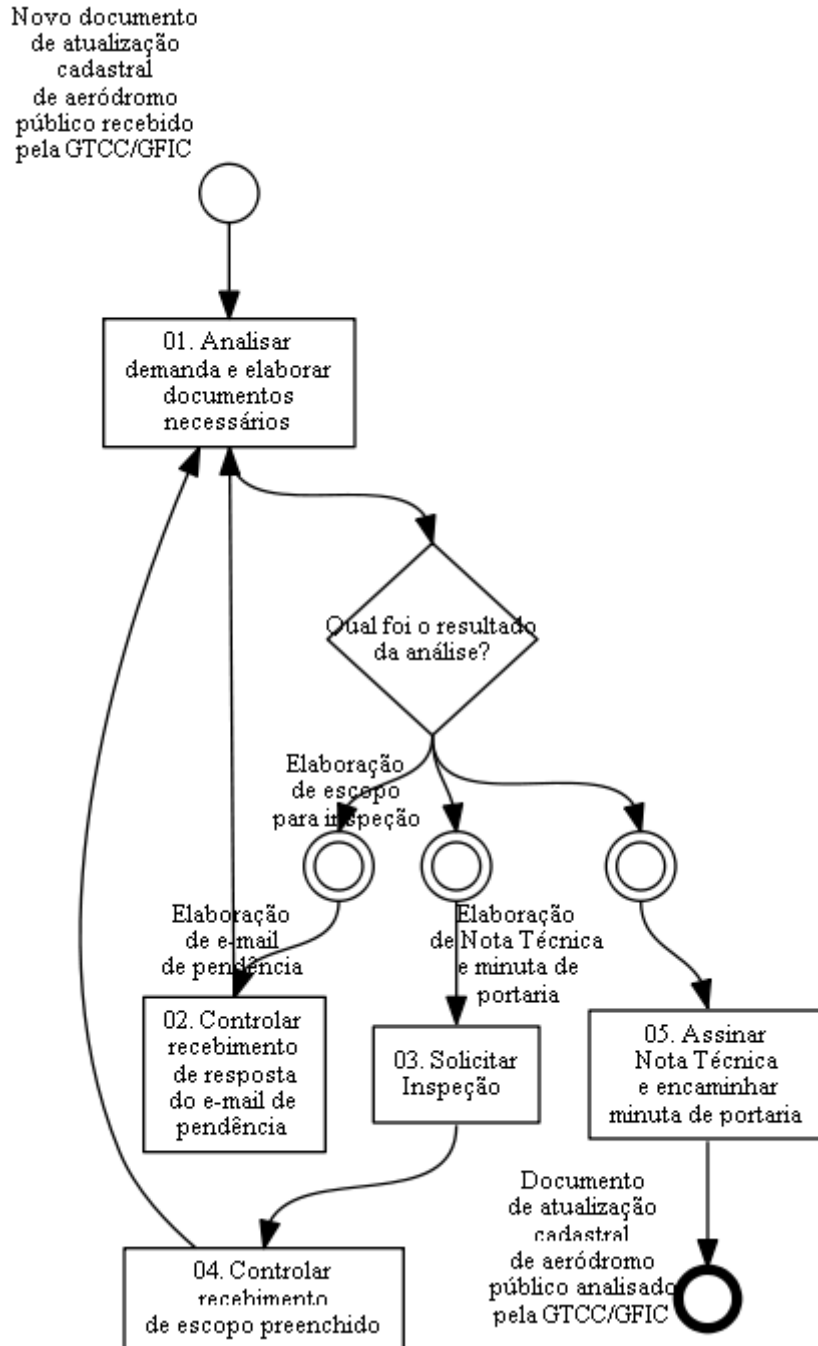 Novo documento
de atualização
cadastral
de aeródromo
público recebido
pela GTCC/GFIC
01. Analisar
demanda e elaborar
documentos
necessários
Qual foi o resultado
da análise?
Elaboração
de escopo
para inspeção
Elaboração
de e-mail
de pendência
Elaboração
de Nota Técnica
e minuta de
portaria
02. Controlar
recebimento
de resposta
do e-mail de
pendência
03. Solicitar
Inspeção
05. Assinar
Nota Técnica
e encaminhar
minuta de portaria
Documento
de atualização
cadastral
de aeródromo
público analisado
pela GTCC/GFIC
04. Controlar
recebimento
de escopo preenchido